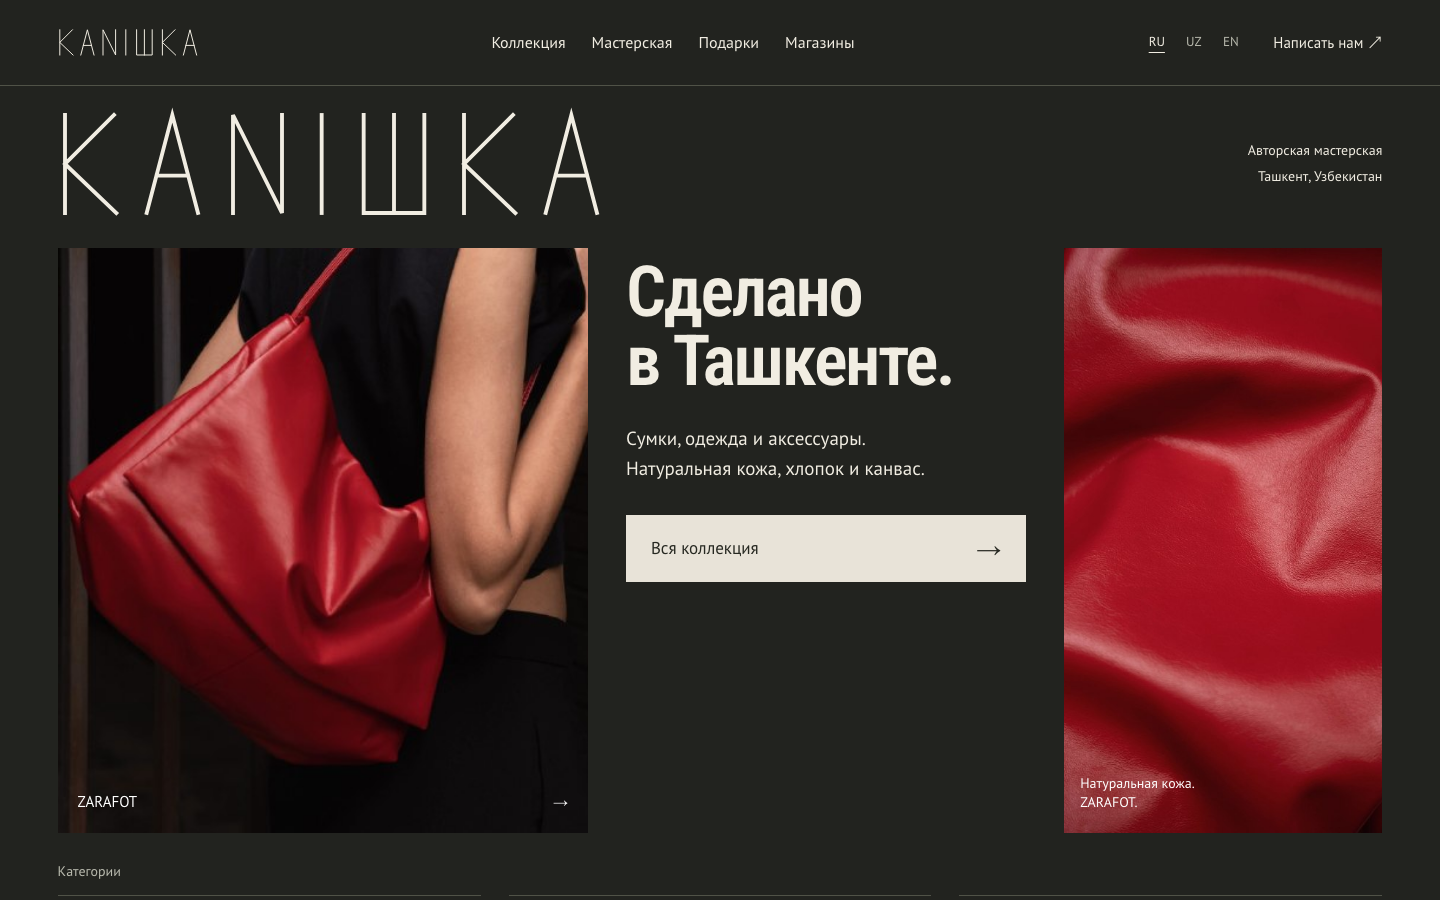 KANIШKA
Коллекция
Мастерская
Подарки
Магазины
RU
UZ
EN
Написать нам ↗
KANIШKA
Авторская мастерская
Ташкент, Узбекистан
Сделано
в Ташкенте.
Сумки, одежда и аксессуары.
Натуральная кожа, хлопок и канвас.
Вся коллекция →
ZARAFOT →
Натуральная кожа.
ZARAFOT.
Категории